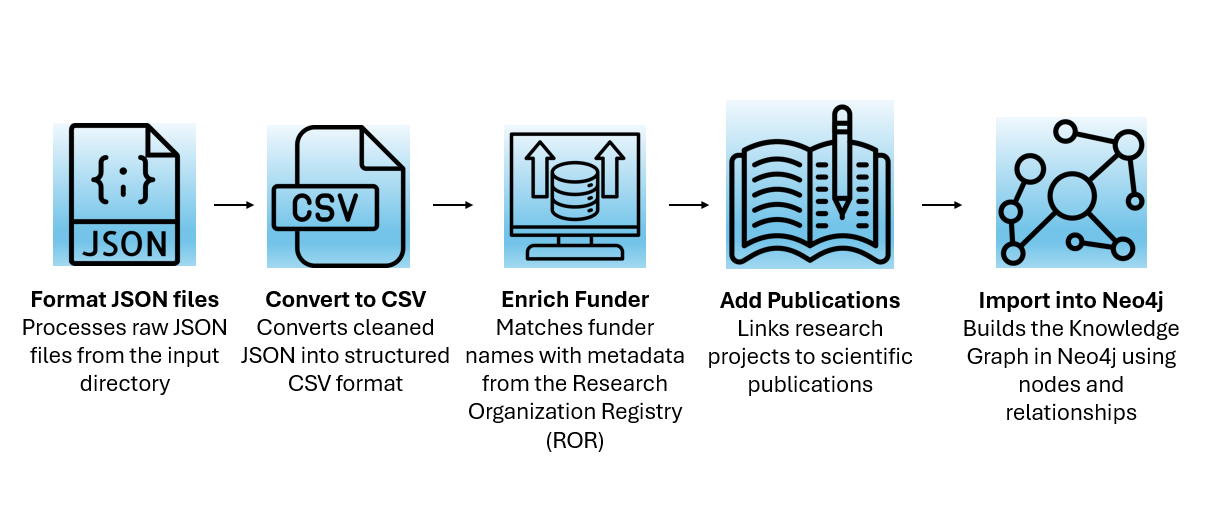 {;}
JSON
CSV
Format JSON files
Processes raw JSON
files from the input
directory
Convert to CSV
Converts cleaned
JSON into structured
CSV format
Enrich Funder
Matches funder
names with metadata
from the Research
Organization Registry
(ROR)
Add Publications
Links research
projects to scientific
publications
Import into Neo4j
Builds the Knowledge
Graph in Neo4j using
nodes and
relationships